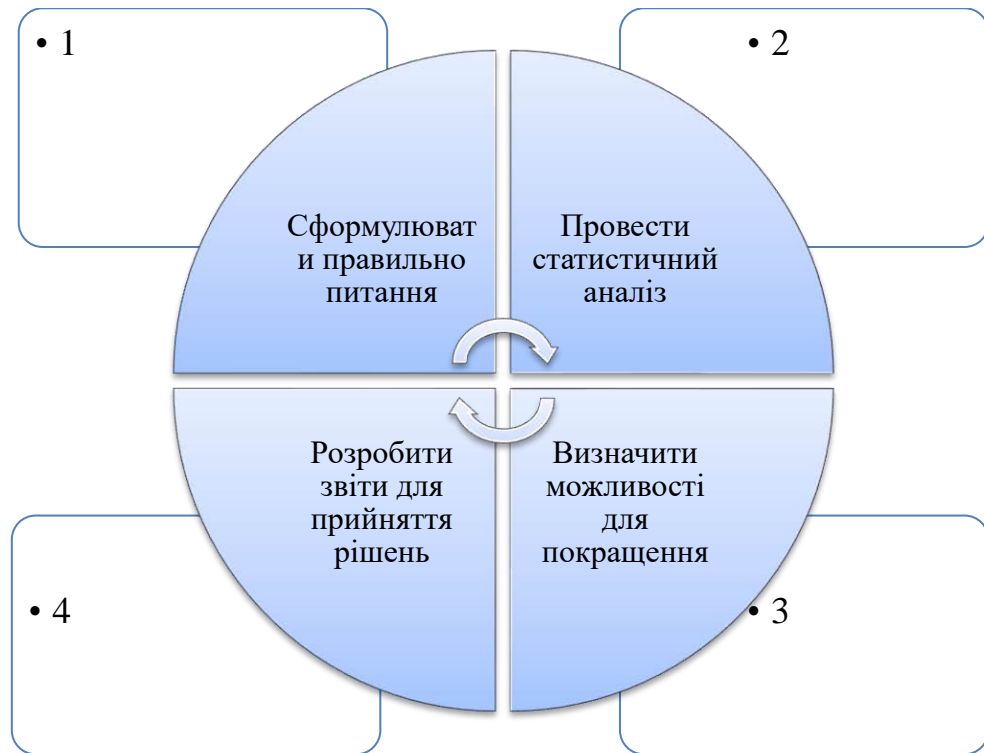 • 1
Сформулюват
и правильно
питання
• 2
Провести
статистичний
аналіз
• 3
Визначити
можливості
для
покращення
• 4
Розробити
звіти для
прийняття
рішень